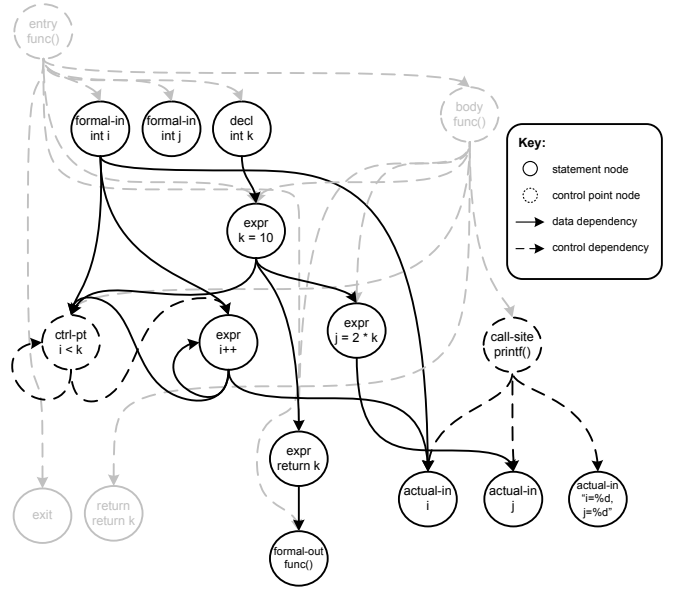 entry
func()
body
func()
formal-in
int i
formal-in
int j
decl
int k
Key:
statement node
control point node
data dependency
control dependency
expr
k = 10
ctrl-pt
i < k
expr
i++
expr
j = 2 * k
call-site
printf()
expr
return k
exit
return
return k
actual-in
i
actual-in
j
actual-in
“i=%d,
j=%d”
formal-out
func()